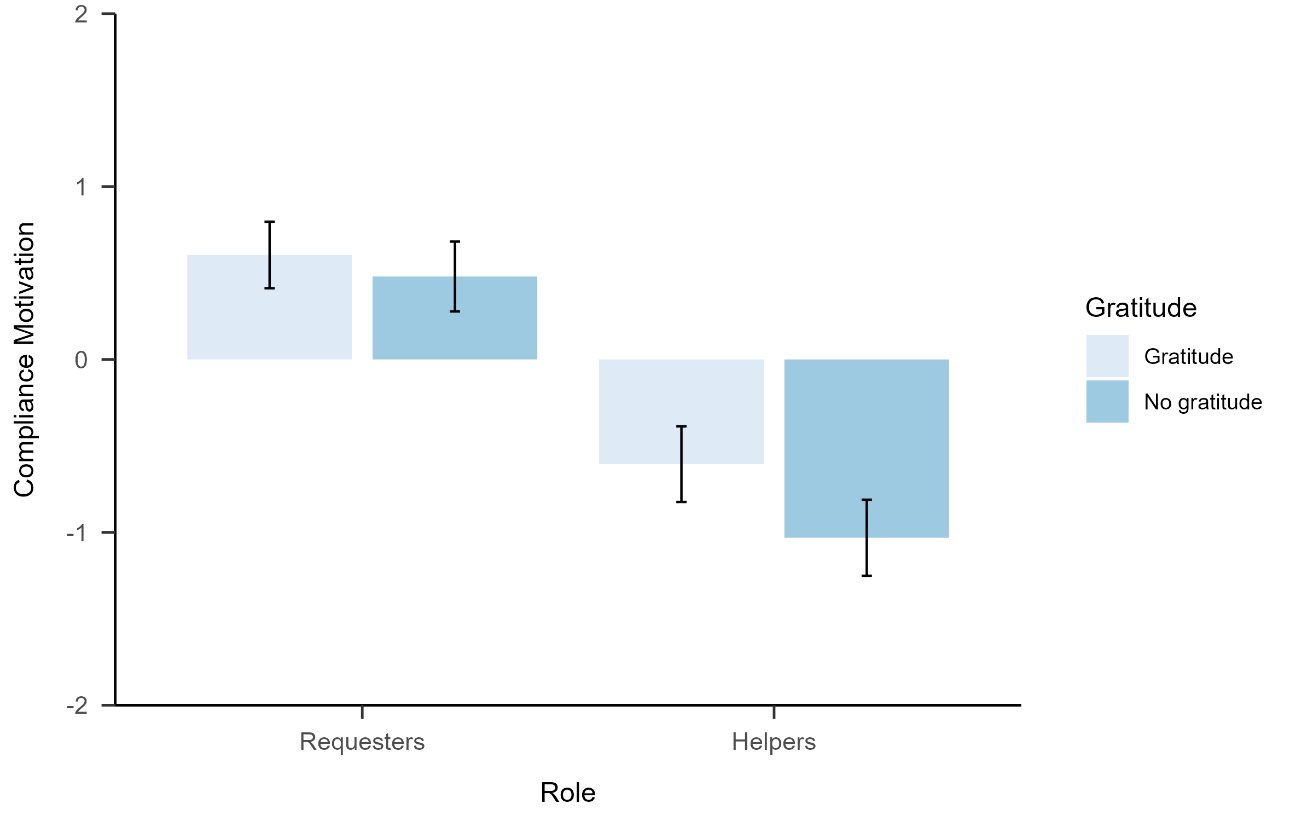 2
1
0
-1
-2
Compliance Motivation
Requesters
Helpers
Role
Gratitude
Gratitude
No gratitude